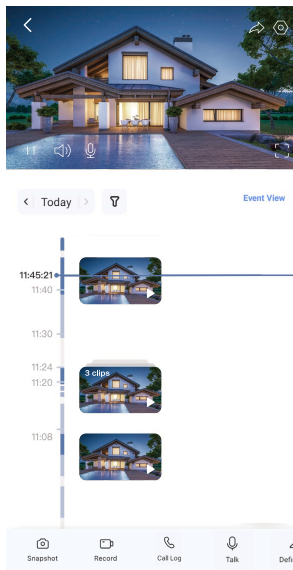 Today
Event View
11:45:21
11:40
11:30
11:24
3 clips
11:20
11:08
Snapshot
Record
Call Log
Talk